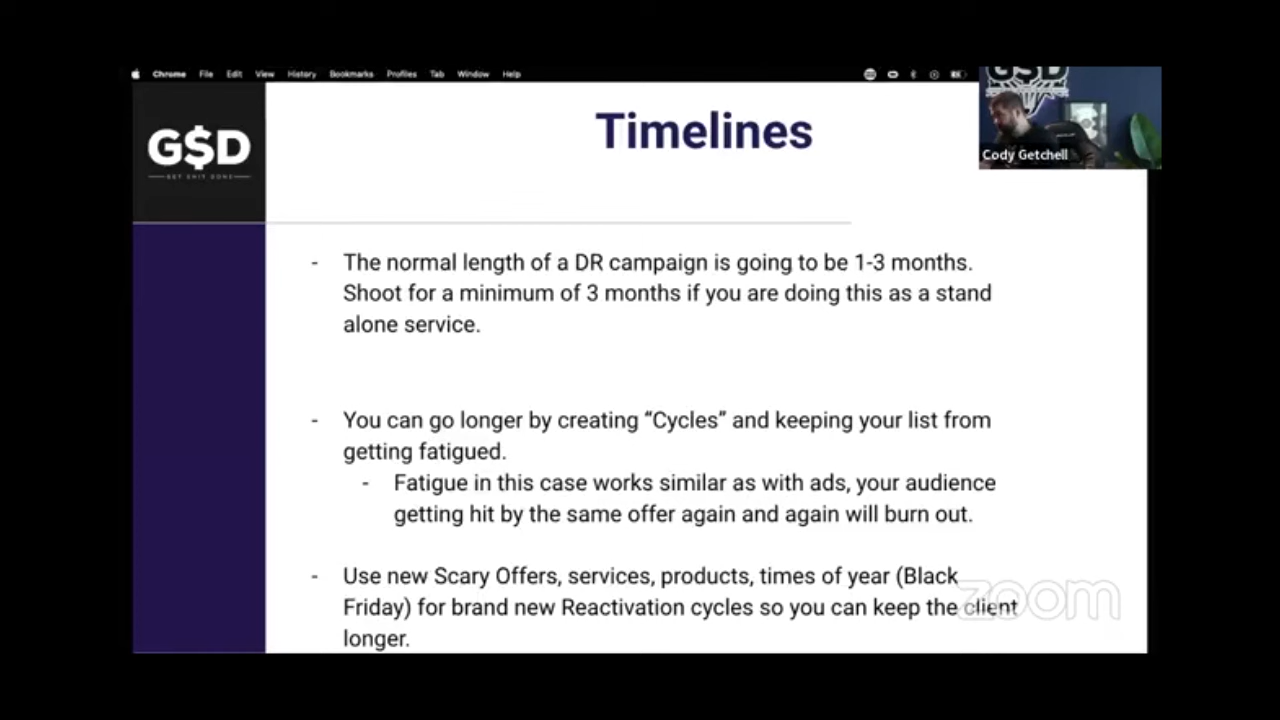 Chrome File Edit View History Bookmarks Profiles Tab Window Help
G$D
GET SHIT DONE
Timelines
G$D
Cody Getchell
- The normal length of a DR campaign is going to be 1-3 months.
Shoot for a minimum of 3 months if you are doing this as a stand
alone service.
- You can go longer by creating “Cycles” and keeping your list from
getting fatigued.
- Fatigue in this case works similar as with ads, your audience
getting hit by the same offer again and again will burn out.
- Use new Scary Offers, services, products, times of year (Black
Friday) for brand new Reactivation cycles so you can keep the client
longer.
zoom